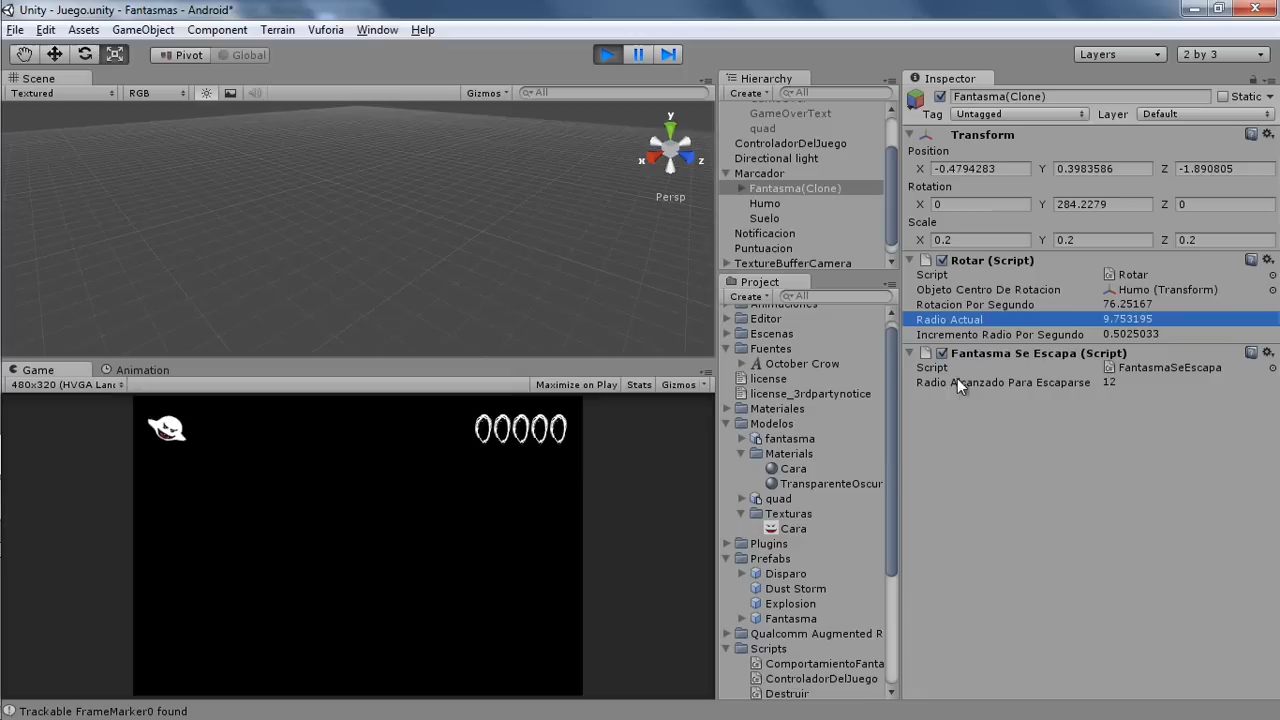 Unity - Juego.unity - Fantasmas - Android*
File Edit Assets GameObject Component Terrain Vuforia Window Help
Pivot Global Layers 2 by 3
Scene
Textured RGB Gizmos All
y
x z
Persp
Game Animation
480x320 (HVGA Lan Maximize on Play Stats Gizmos
00000
Hierarchy
Create All
GameOverText
quad
ControladorDelJuego
Directional light
Marcador
Fantasma(Clone)
Humo
Suelo
Notificacion
Puntuacion
TextureBufferCamera
Project
Create All
Animaciones
Editor
Escenas
Fuentes
October Crow
license
license_3rdpartynotice
Materiales
Modelos
fantasma
Materials
Cara
TransparenteOscur
quad
Texturas
Cara
Plugins
Prefabs
Disparo
Dust Storm
Explosion
Fantasma
Qualcomm Augmented R
Scripts
ComportamientoFanta
ControladorDelJuego
Destruir
Inspector
Fantasma(Clone) Static
Tag Untagged Layer Default
Transform
Position
X -0.4794283 Y 0.3983586 Z -1.890805
Rotation
X 0 Y 284.2279 Z 0
Scale
X 0.2 Y 0.2 Z 0.2
Rotar (Script)
Script Rotar
Objeto Centro De Rotacion Humo (Transform)
Rotacion Por Segundo 76.25167
Radio Actual 9.753195
Incremento Radio Por Segundo 0.5025033
Fantasma Se Escapa (Script)
Script FantasmaSeEscapa
Radio Alcanzado Para Escaparse 12
Trackable FrameMarker0 found